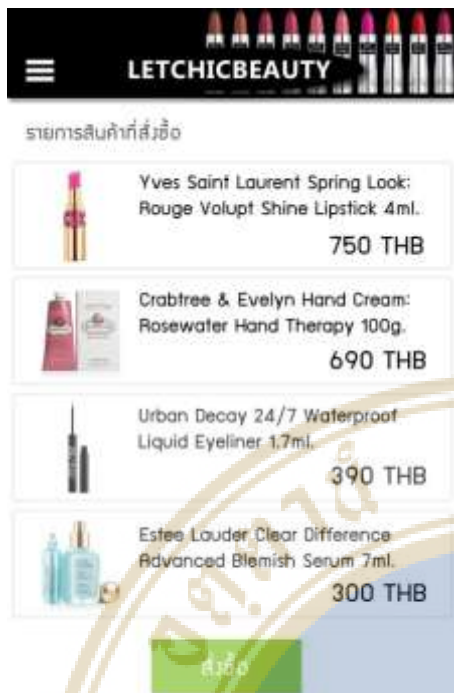 LETCHICBEAUTY
รายการสินค้าที่สั่งซื้อ
Yves Saint Laurent Spring Look:
Rouge Volupt Shine Lipstick 4ml.
750 THB
Crabtree & Evelyn Hand Cream:
Rosewater Hand Therapy 100g.
690 THB
Urban Decay 24/7 Waterproof
Liquid Eyeliner 1.7ml.
390 THB
Estee Lauder Clear Difference
Advanced Blemish Serum 7ml.
300 THB
สั่งซื้อ